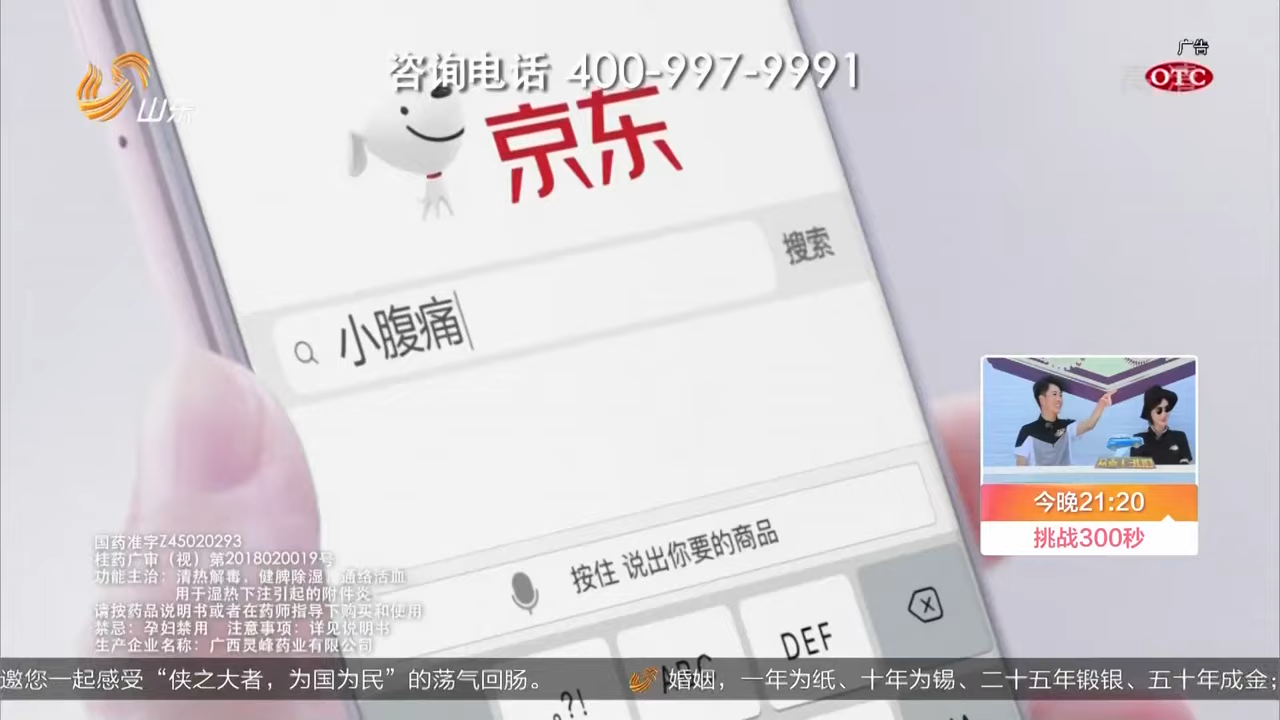 咨询电话 400-997-9991
广告
OTC
山东
京东
搜索
小腹痛
今晚21:20
挑战300秒
按住 说出你要的商品
国药准字Z45020293
桂药广审（视）第2018020019号
功能主治：清热解毒，健脾除湿，通络活血
用于湿热下注引起的附件炎
请按药品说明书或者在药师指导下购买和使用
禁忌：孕妇禁用 注意事项：详见说明书
生产企业名称：广西灵峰药业有限公司
ABC
DEF
。?!
邀您一起感受“侠之大者，为国为民”的荡气回肠。 婚姻，一年为纸、十年为锡、二十五年锻银、五十年成金；